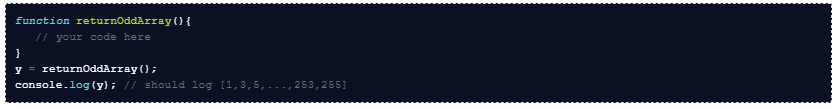 function returnOddArray(){
   // your code here
}
y = returnOddArray();
console.log(y); // should log [1,3,5,...,253,255]